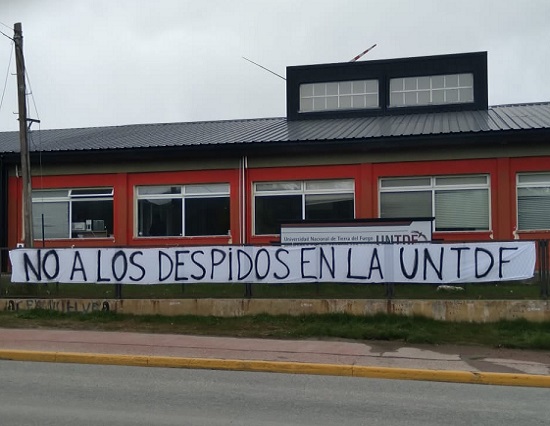 Universidad Nacional de Tierra del Fuego
UNTDF
NO A LOS DESPIDOS EN LA UNTDF